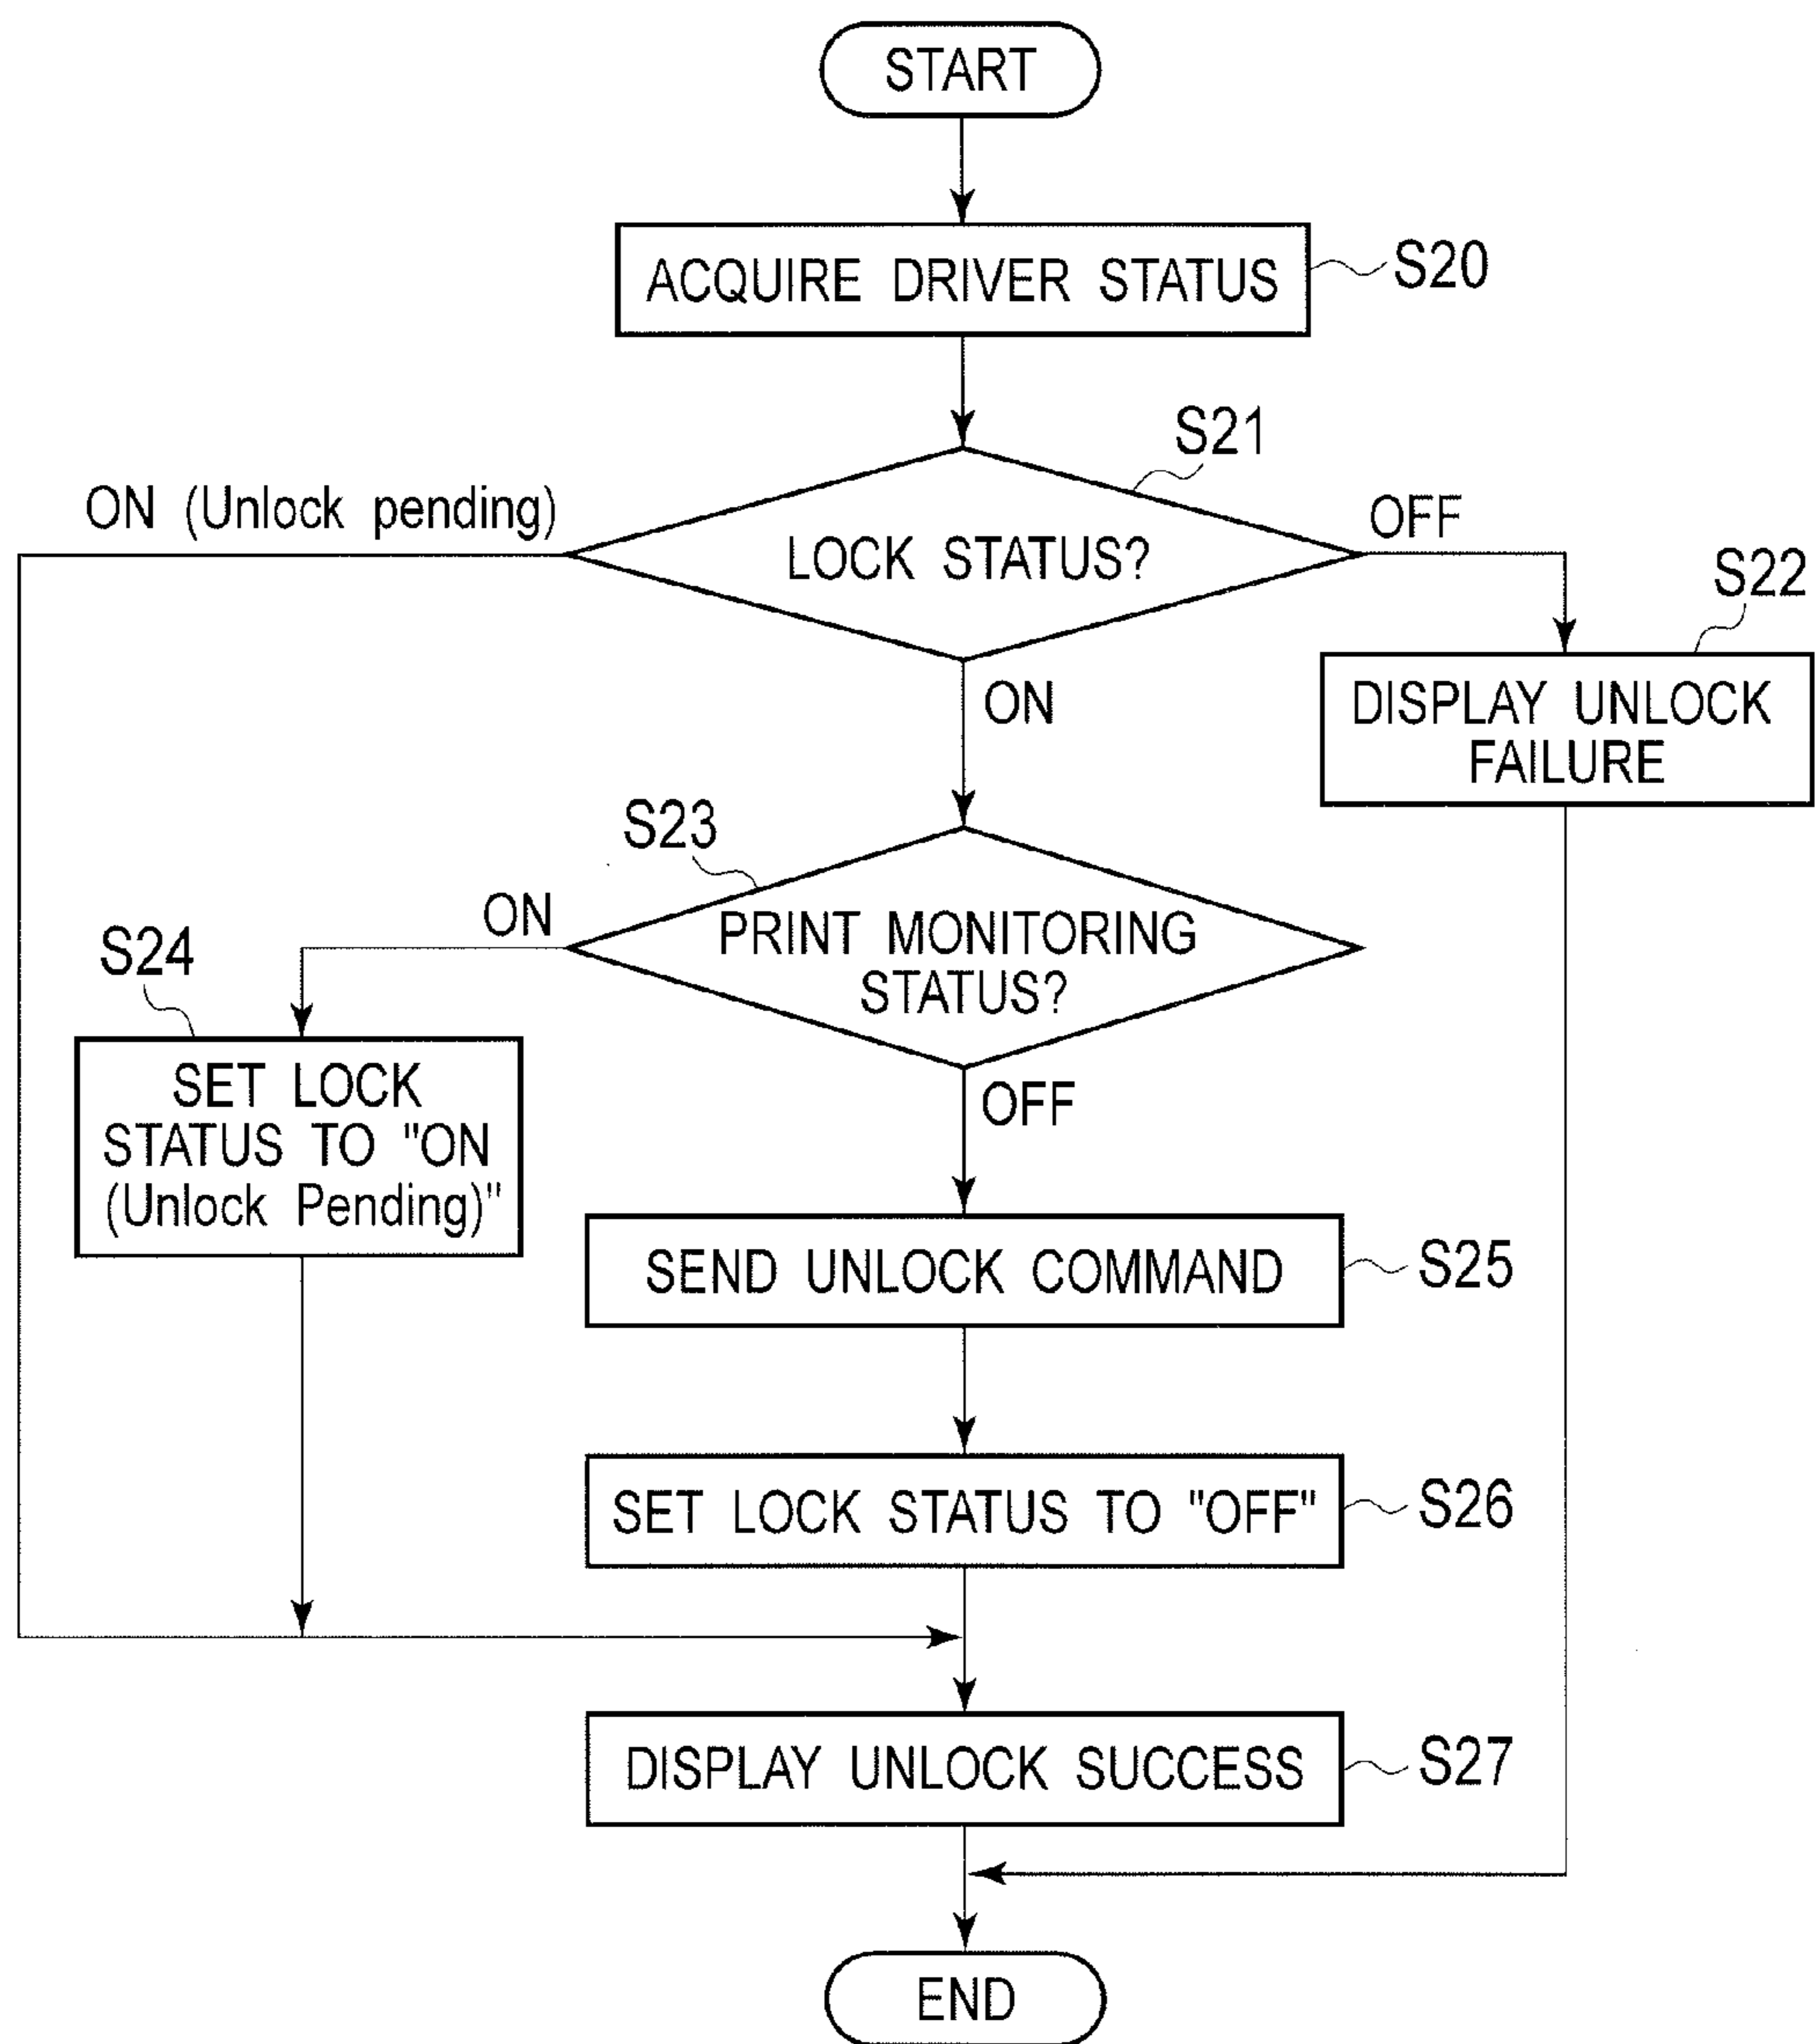 START
ACQUIRE DRIVER STATUS
S20
S21
ON (Unlock pending)
LOCK STATUS?
OFF
S22
DISPLAY UNLOCK
FAILURE
ON
S23
ON
PRINT MONITORING
STATUS?
S24
SET LOCK
STATUS TO "ON
(Unlock Pending)"
OFF
SEND UNLOCK COMMAND
S25
SET LOCK STATUS TO "OFF"
S26
DISPLAY UNLOCK SUCCESS
S27
END